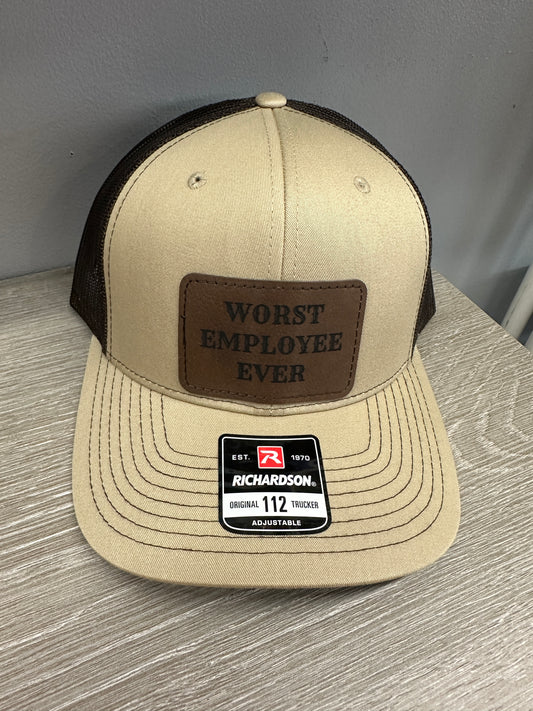 WORST
EMPLOYEE
EVER
EST. R 1970
RICHARDSON®
ORIGINAL 112 TRUCKER
ADJUSTABLE